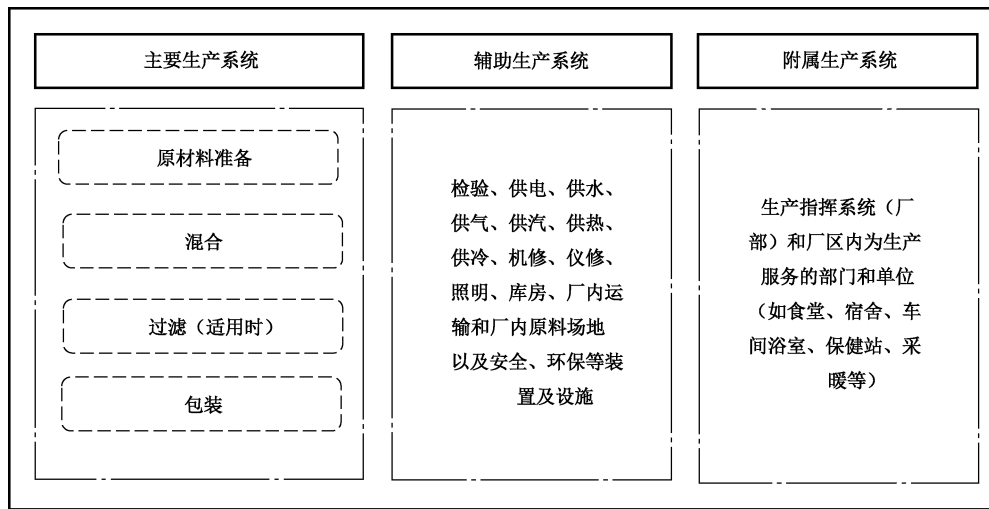 主要生产系统
原材料准备
混合
过滤（适用时）
包装
辅助生产系统
检验、供电、供水、
供气、供汽、供热、
供冷、机修、仪修、
照明、库房、厂内运
输和厂内原料场地
以及安全、环保等装
置及设施
附属生产系统
生产指挥系统（厂
部）和厂区内为生产
服务的部门和单位
（如食堂、宿舍、车
间浴室、保健站、采
暖等）